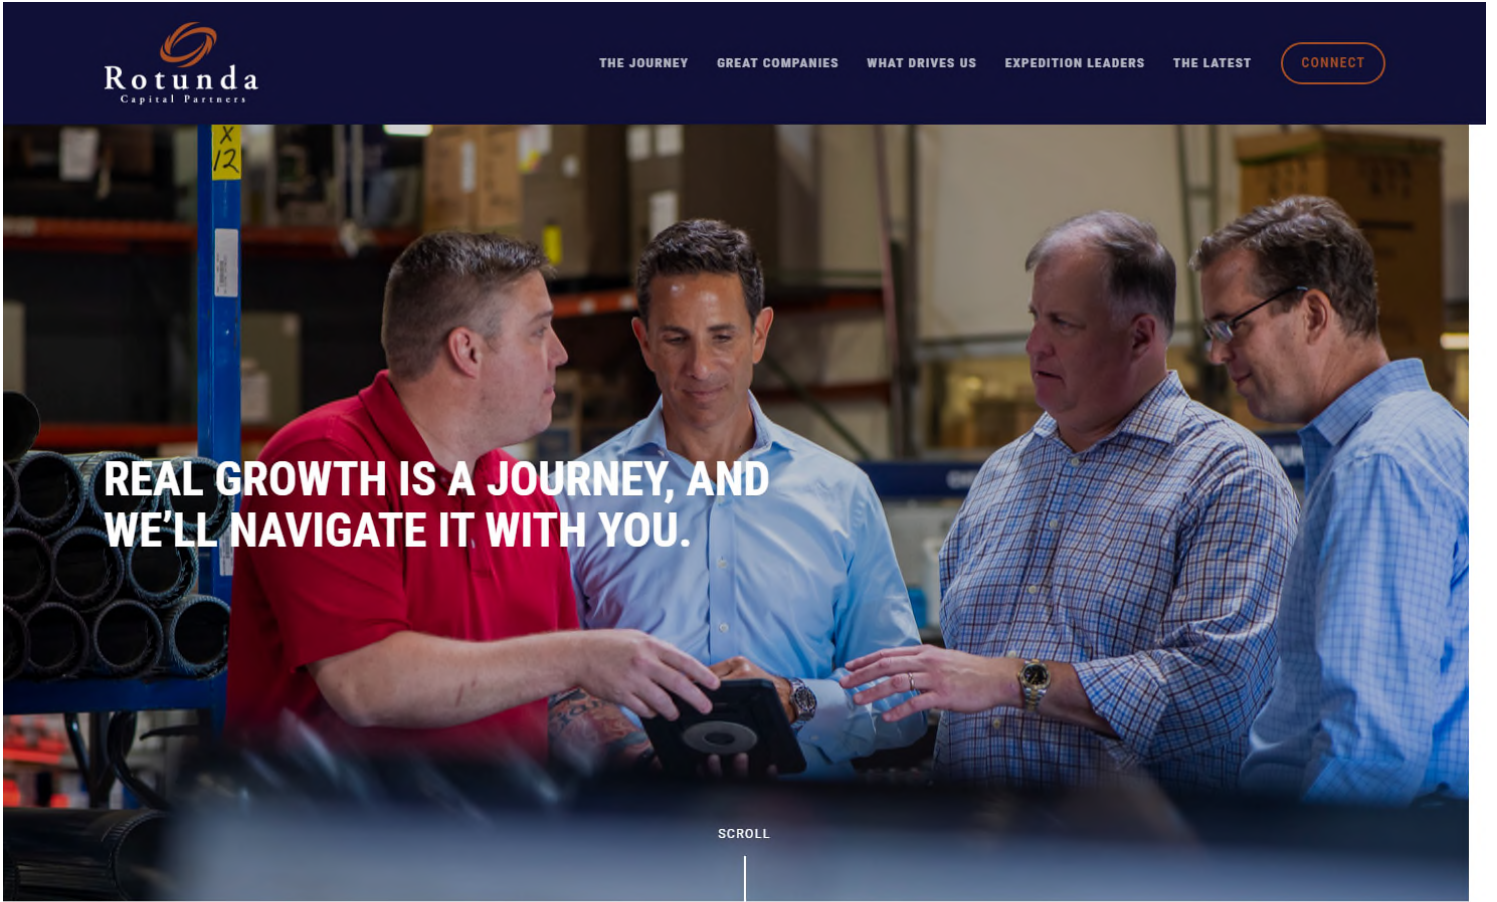 Rotunda
Capital Partners
THE JOURNEY GREAT COMPANIES WHAT DRIVES US EXPEDITION LEADERS THE LATEST CONNECT
X
12
REAL GROWTH IS A JOURNEY, AND
WE’LL NAVIGATE IT WITH YOU.
SCROLL